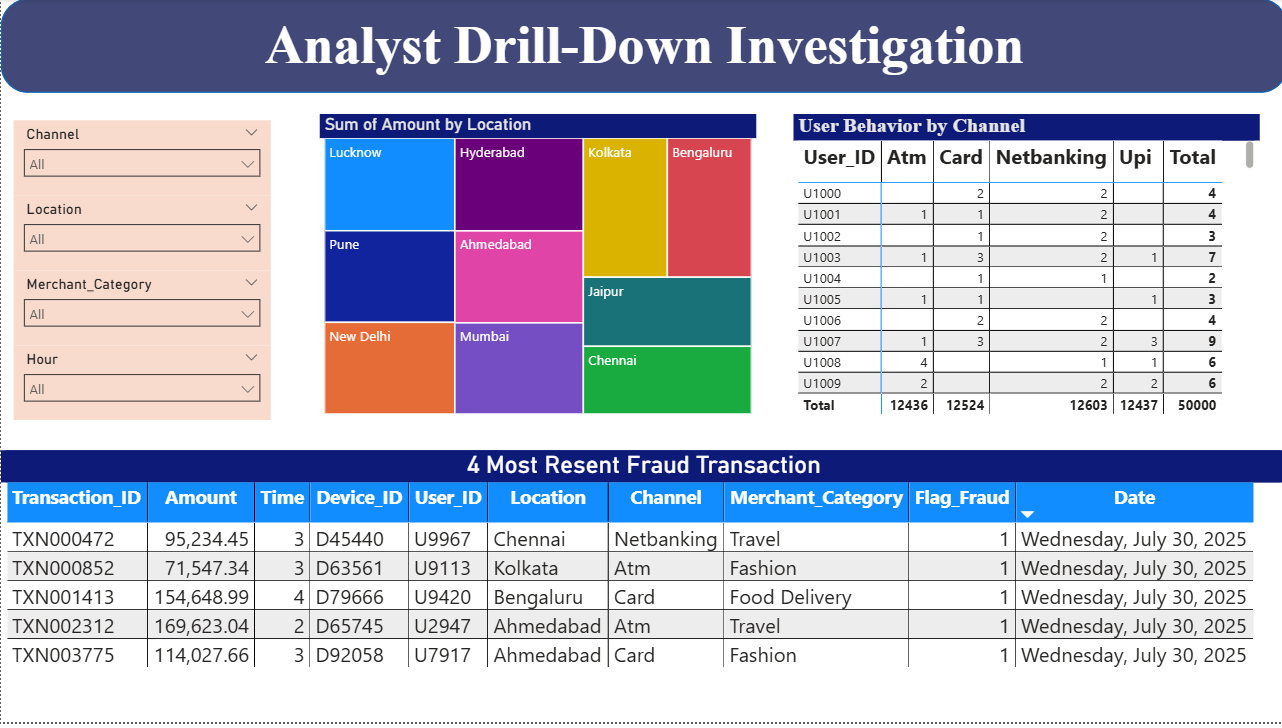 Analyst Drill-Down Investigation
Channel
All
Location
All
Merchant_Category
All
Hour
All
Sum of Amount by Location
Lucknow
Hyderabad
Kolkata
Bengaluru
Pune
Ahmedabad
Jaipur
New Delhi
Mumbai
Chennai
User Behavior by Channel
User_ID Atm Card Netbanking Upi Total
U1000 2 2 4
U1001 1 1 2 4
U1002 1 2 3
U1003 1 3 2 1 7
U1004 1 1 2
U1005 1 1 1 3
U1006 2 2 4
U1007 1 3 2 3 9
U1008 4 1 1 6
U1009 2 2 2 6
Total 12436 12524 12603 12437 50000
4 Most Resent Fraud Transaction
Transaction_ID Amount Time Device_ID User_ID Location Channel Merchant_Category Flag_Fraud Date
TXN000472 95,234.45 3 D45440 U9967 Chennai Netbanking Travel 1 Wednesday, July 30, 2025
TXN000852 71,547.34 3 D63561 U9113 Kolkata Atm Fashion 1 Wednesday, July 30, 2025
TXN001413 154,648.99 4 D79666 U9420 Bengaluru Card Food Delivery 1 Wednesday, July 30, 2025
TXN002312 169,623.04 2 D65745 U2947 Ahmedabad Atm Travel 1 Wednesday, July 30, 2025
TXN003775 114,027.66 3 D92058 U7917 Ahmedabad Card Fashion 1 Wednesday, July 30, 2025